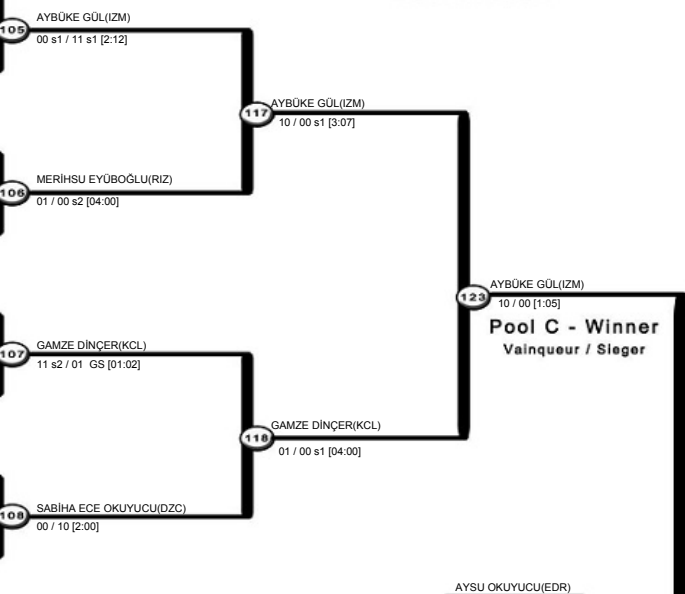 AYBÜKE GÜL(IZM)
105
00 s1 / 11 s1 [2:12]
AYBÜKE GÜL(IZM)
117
10 / 00 s1 [3:07]
MERİHSU EYÜBOĞLU(RIZ)
106
01 / 00 s2 [04:00]
AYBÜKE GÜL(IZM)
123
10 / 00 [1:05]
Pool C - Winner
Vainqueur / Sieger
GAMZE DİNÇER(KCL)
107
11 s2 / 01 GS [01:02]
GAMZE DİNÇER(KCL)
118
01 / 00 s1 [04:00]
SABİHA ECE OKUYUCU(DZC)
108
00 / 10 [2:00]
AYSU OKUYUCU(EDR)